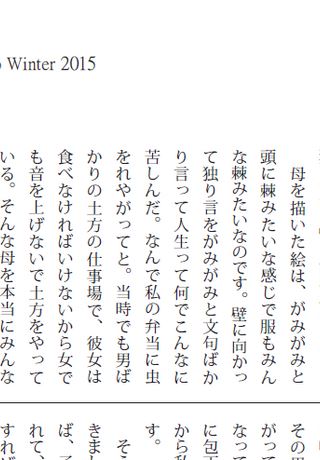 Winter 2015
母を描いた絵は、がみがみと
頭に棘みたいな感じで服もみん
な棘みたいなのです。壁に向かっ
て独り言をがみがみと文句ばか
り言って人生って何でこんなに
苦しんだ。なんで私の弁当に虫
をれやがってと。当時でも男ば
かりの土方の仕事場で、彼女は
食べなければいけないから女で
も音を上げないで土方をやって
いる。そんな母を本当にみんな
その
がって
なって
に包
から私
す。
そう
きまし
ば、
れて、
すれば